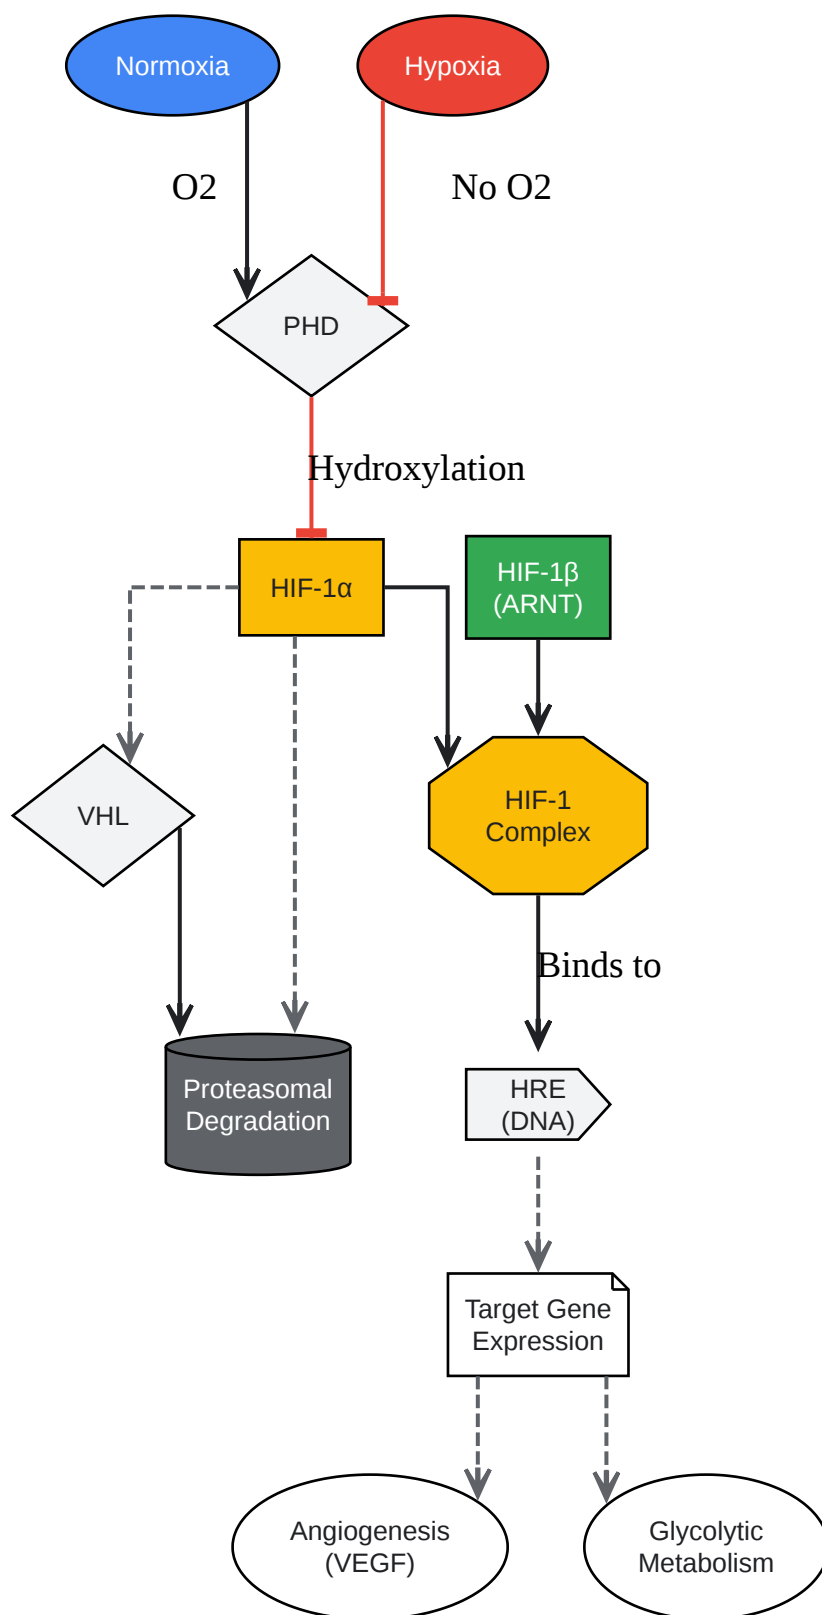 Normoxia
Hypoxia
O2
No O2
PHD
Hydroxylation
HIF-1α
HIF-1β
(ARNT)
VHL
HIF-1
Complex
Binds to
Proteasomal
Degradation
HRE
(DNA)
Target Gene
Expression
Angiogenesis
(VEGF)
Glycolytic
Metabolism